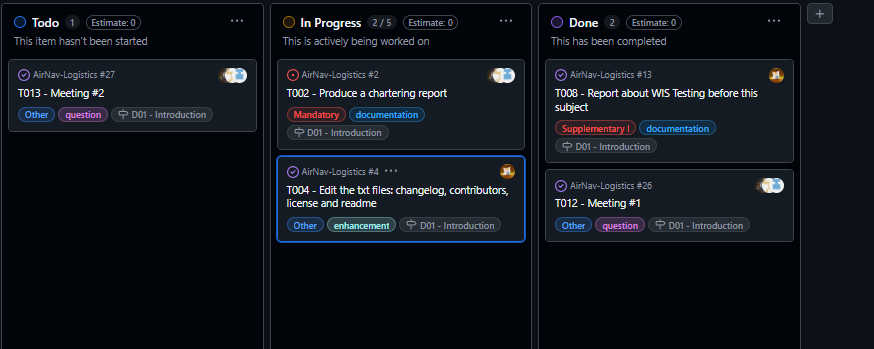 Todo 1 Estimate: 0 ...
This item hasn't been started
AirNav-Logistics #27
T013 - Meeting #2
Other question D01 - Introduction
In Progress 2 / 5 Estimate: 0 ...
This is actively being worked on
AirNav-Logistics #2
T002 - Produce a chartering report
Mandatory documentation
D01 - Introduction
AirNav-Logistics #4 ...
T004 - Edit the txt files: changelog, contributors,
license and readme
Other enhancement D01 - Introduction
Done 2 Estimate: 0 ...
This has been completed
AirNav-Logistics #13
T008 - Report about WIS Testing before this
subject
Supplementary I documentation
D01 - Introduction
AirNav-Logistics #26
T012 - Meeting #1
Other question D01 - Introduction
+